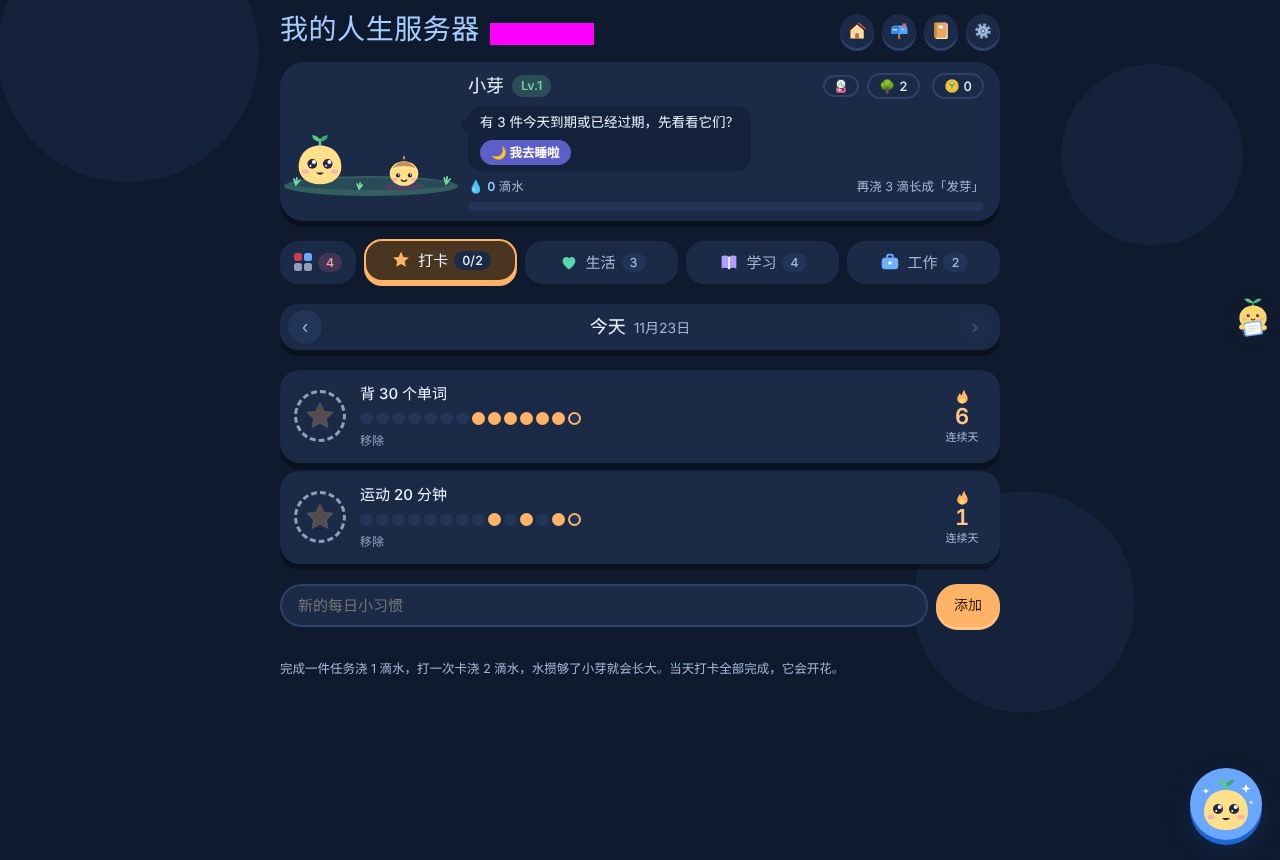 我的人生服务器
小芽 Lv.1 2 0
有 3 件今天到期或已经过期，先看看它们？
我去睡啦
0 滴水 再浇 3 滴长成「发芽」
4 打卡 0/2 生活 3 学习 4 工作 2
‹ 今天 11月23日 ›
背 30 个单词
移除
6
连续天
运动 20 分钟
移除
1
连续天
新的每日小习惯 添加
完成一件任务浇 1 滴水，打一次卡浇 2 滴水，水攒够了小芽就会长大。当天打卡全部完成，它会开花。